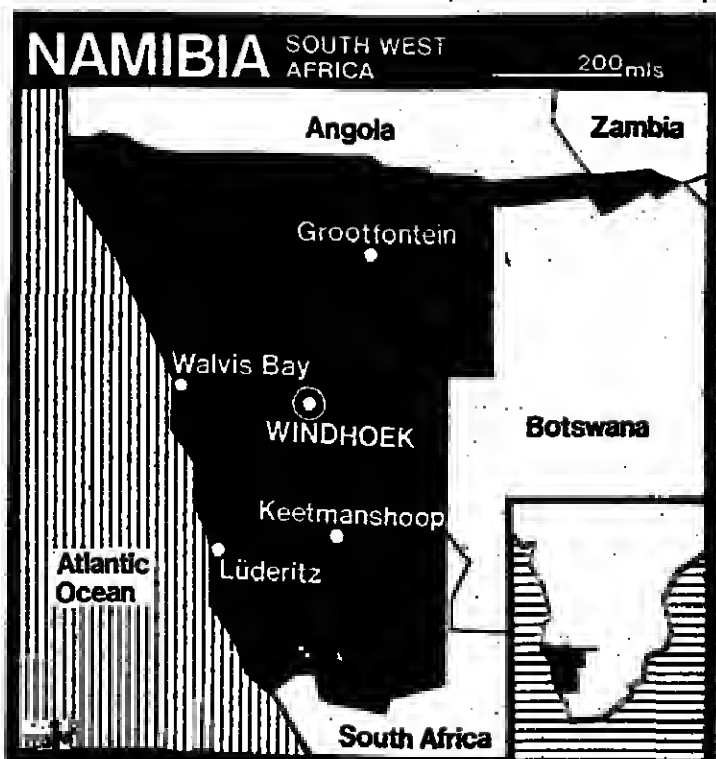 NAMIBIA SOUTH WEST
AFRICA
200mls
Angola
Zambia
Grootfontein
Walvis Bay
WINDHOEK
Botswana
Keetmanshoop
Lüderitz
Atlantic
Ocean
South Africa